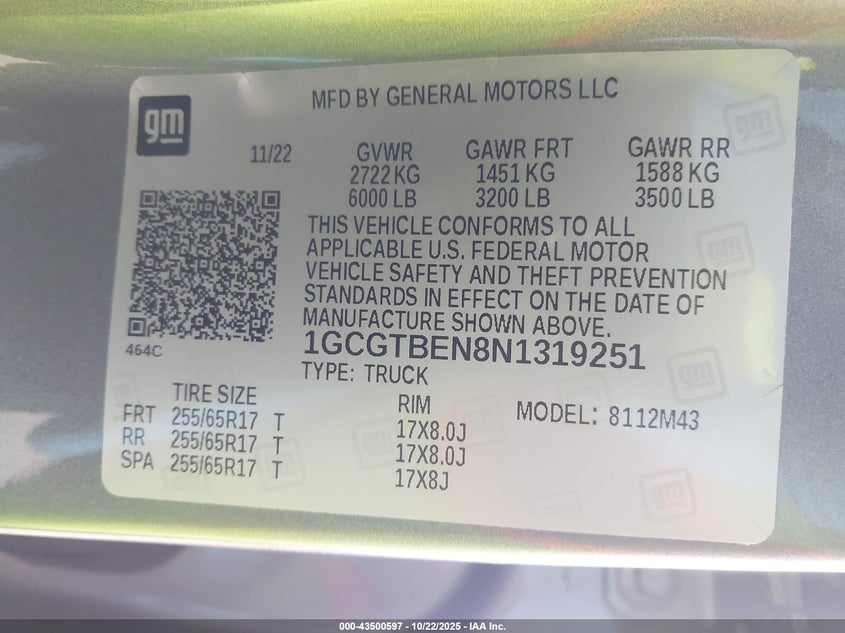 gm
MFD BY GENERAL MOTORS LLC
11/22 GVWR GAWR FRT GAWR RR
2722 KG 1451 KG 1588 KG
6000 LB 3200 LB 3500 LB
THIS VEHICLE CONFORMS TO ALL
APPLICABLE U.S. FEDERAL MOTOR
VEHICLE SAFETY AND THEFT PREVENTION
STANDARDS IN EFFECT ON THE DATE OF
MANUFACTURE SHOWN ABOVE.
464C
1GCGTBEN8N1319251
TYPE: TRUCK
TIRE SIZE RIM MODEL: 8112M43
FRT 255/65R17 T 17X8.0J
RR 255/65R17 T 17X8.0J
SPA 255/65R17 T 17X8J
000-43500597 - 10/22/2025 - IAA Inc.